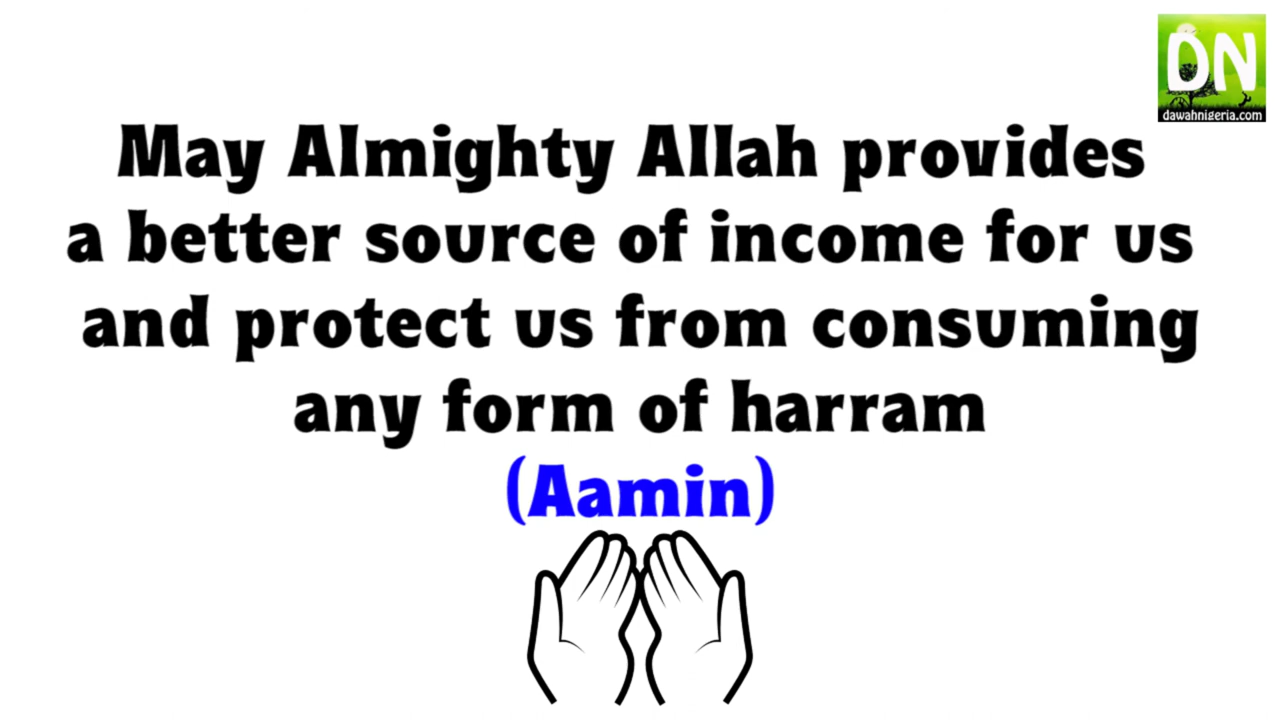 DN
dawahnigeria.com
May Almighty Allah provides
a better source of income for us
and protect us from consuming
any form of harram
(Aamin)